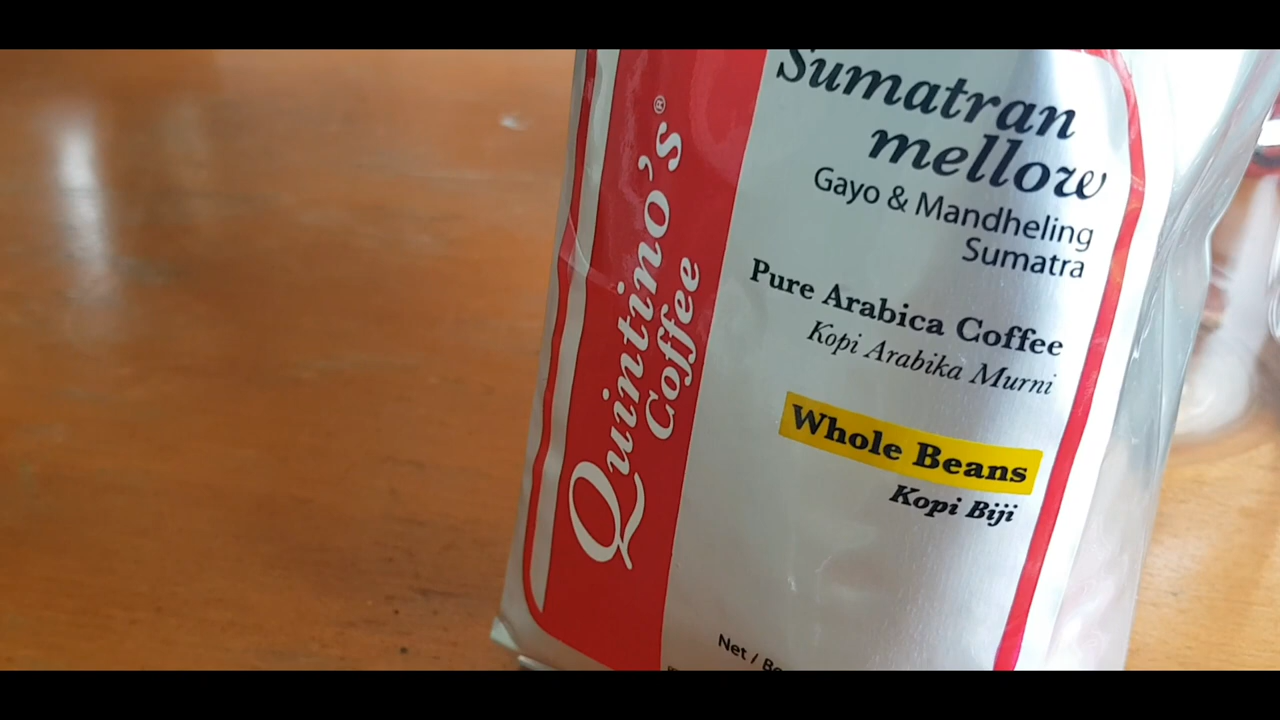 Quintino's®
Coffee
Sumatran
mellow
Gayo & Mandheling
Sumatra
Pure Arabica Coffee
Kopi Arabika Murni
Whole Beans
Kopi Biji
Net /